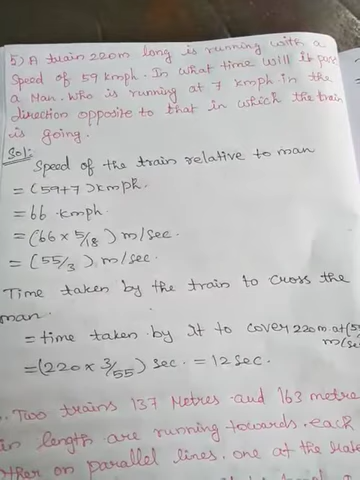 5) A train 220m long is running with a
Speed of 59 kmph. In what time will it pass
a Man. who is running at 7 kmph in the
direction opposite to that in which the train
is going.
Sol:
Speed of the train relative to man
= (59+7) kmph.
= 66 kmph.
= (66 x 5/18) m/sec.
= (55/3) m/sec.
Time taken by the train to cross the
man.
= time taken by It to cover 220m at (55
m/sec
= (220 x 3/55) sec. = 12 sec.
Two trains 137 Metres and 163 metre
in length are running towards each
other on parallel lines. one at the